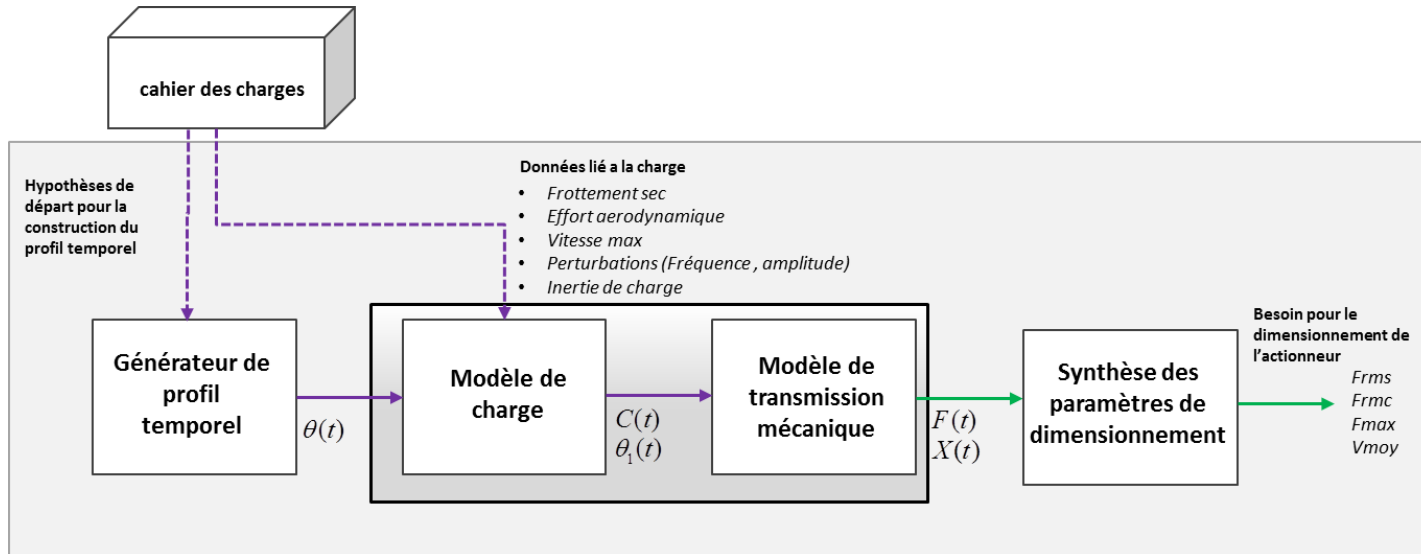 cahier des charges
Hypothèses de
départ pour la
construction du
profil temporel
Données lié a la charge
• Frottement sec
• Effort aerodynamique
• Vitesse max
• Perturbations (Fréquence , amplitude)
• Inertie de charge
Générateur de
profil
temporel
θ(t)
Modèle de
charge
C(t)
θ₁(t)
Modèle de
transmission
mécanique
F(t)
X(t)
Synthèse des
paramètres de
dimensionnement
Besoin pour le
dimensionnement de
l'actionneur
• Frms
• Frmc
• Fmax
• Vmoy